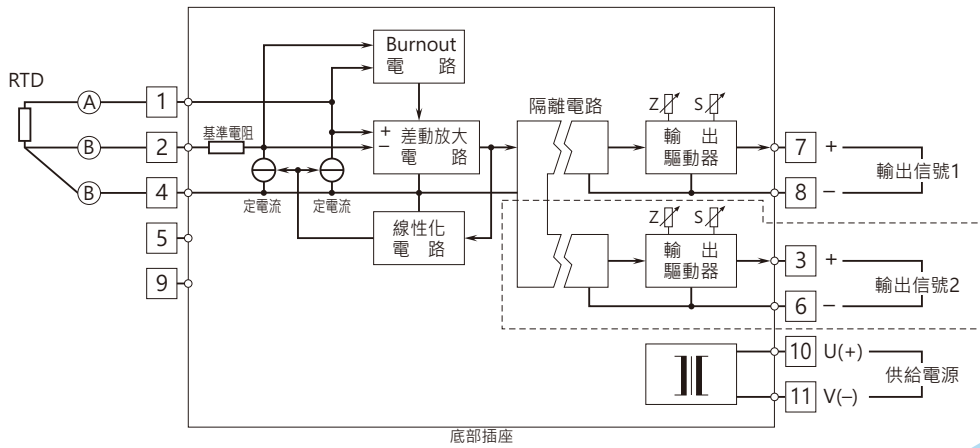 RTD
A
B
B
1
2
4
5
9
基準電阻
Burnout
電 路
+
−
差動放大
電 路
定電流
定電流
線性化
電 路
隔離電路
Z
S
輸 出
驅動器
Z
S
輸 出
驅動器
7 +
8 −
輸出信號1
3 +
6 −
輸出信號2
10 U(+)
11 V(−)
供給電源
底部插座